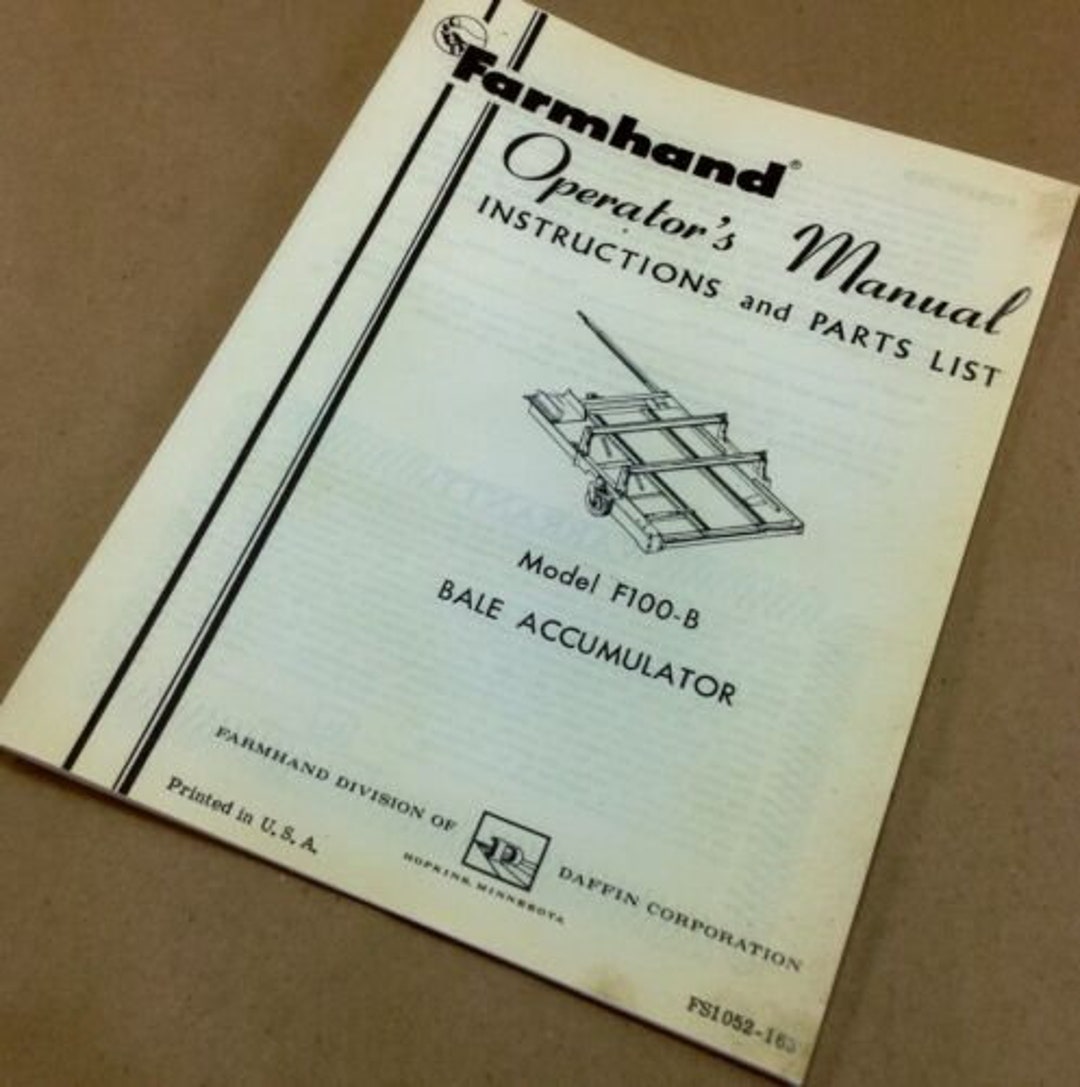 Farmhand®
Operator's Manual
INSTRUCTIONS and PARTS LIST
Model F100-B
BALE ACCUMULATOR
FARMHAND DIVISION OF DAFFIN CORPORATION
HOPKINS, MINNESOTA
Printed in U. S. A.